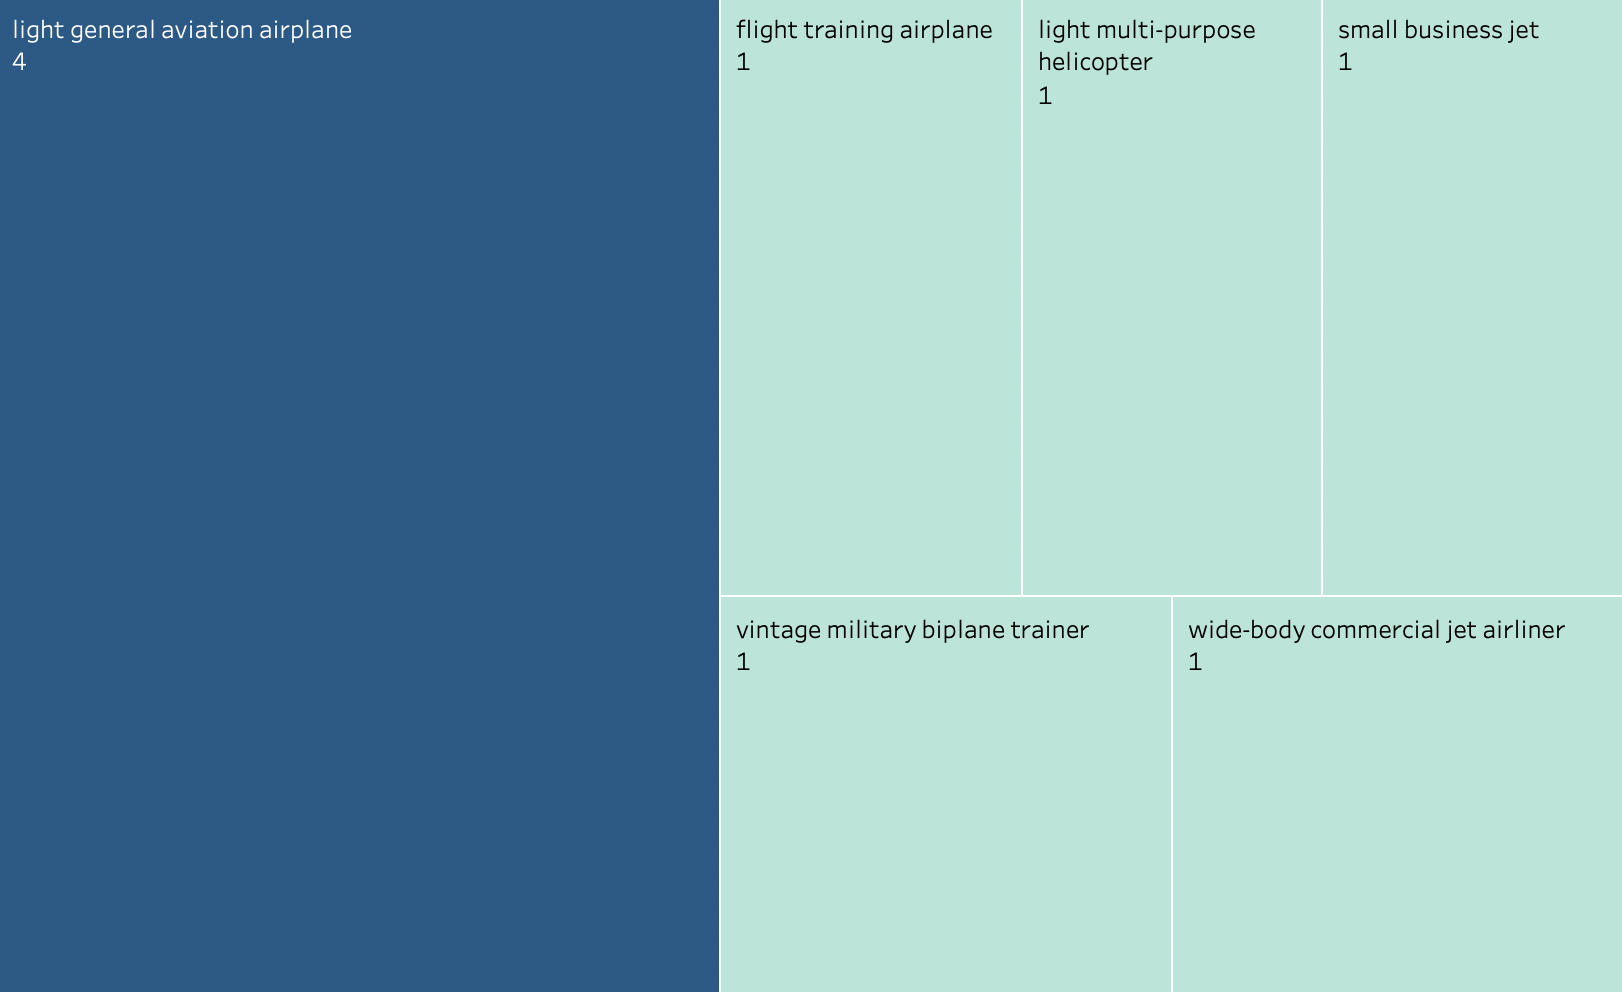 light general aviation airplane
4
flight training airplane
1
light multi-purpose
helicopter
1
small business jet
1
vintage military biplane trainer
1
wide-body commercial jet airliner
1